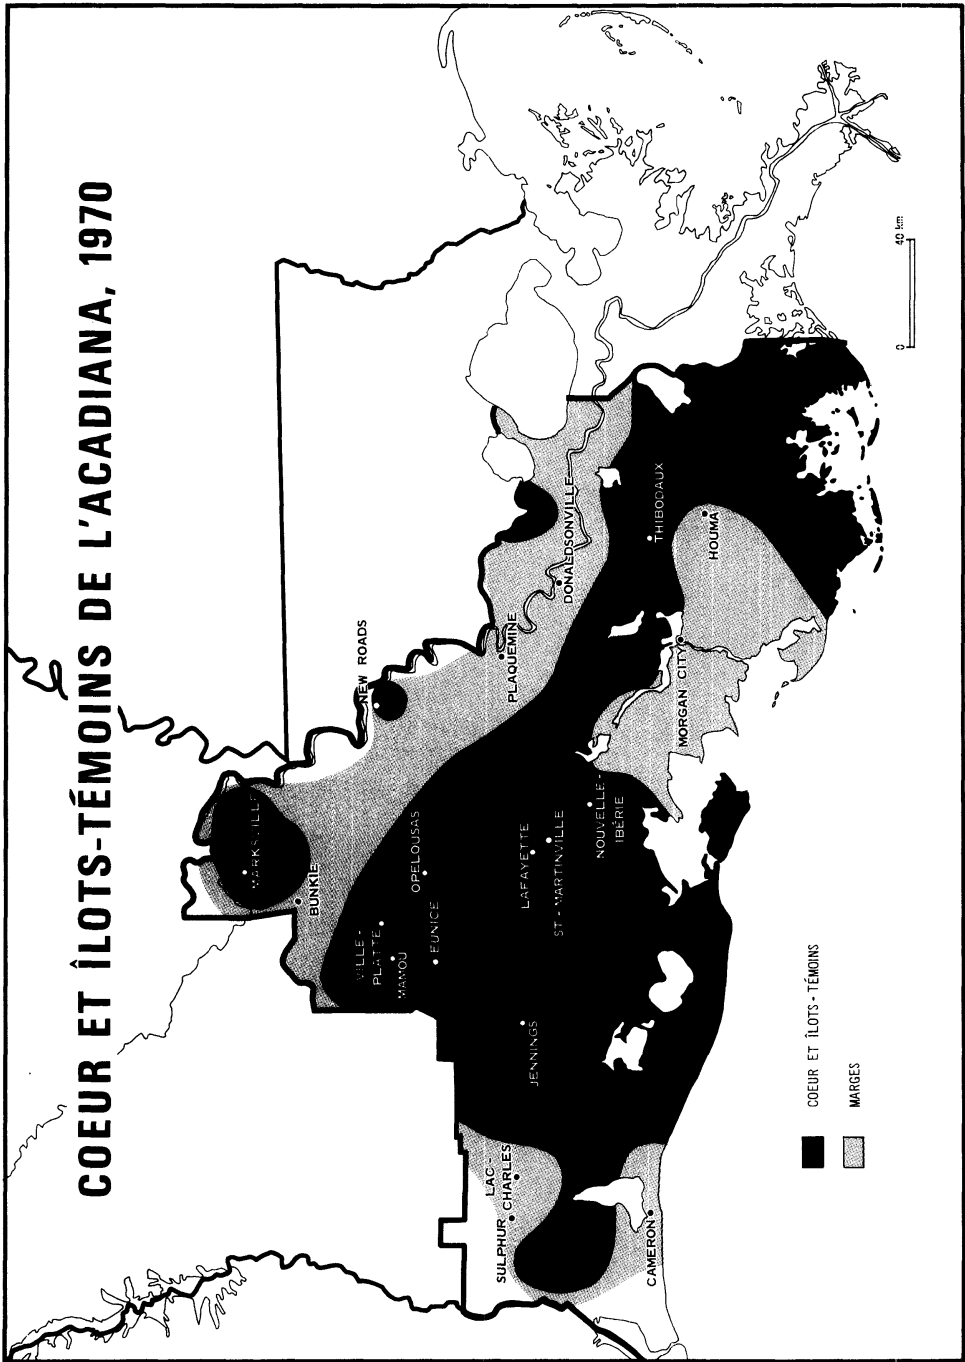 COEUR ET ÎLOTS-TÉMOINS DE L'ACADIANA, 1970
MARKSVILLE
BUNKIE
NEW ROADS
VILLE-
PLATTE
MAMOU
EUNICE
OPELOUSAS
PLAQUEMINE
DONALDSONVILLE
LAC-
CHARLES
SULPHUR
JENNINGS
LAFAYETTE
ST-MARTINVILLE
NOUVELLE-
IBÉRIE
THIBODAUX
HOUMA
MORGAN CITY
CAMERON
COEUR ET ÎLOTS-TÉMOINS
MARGES
0 40 km